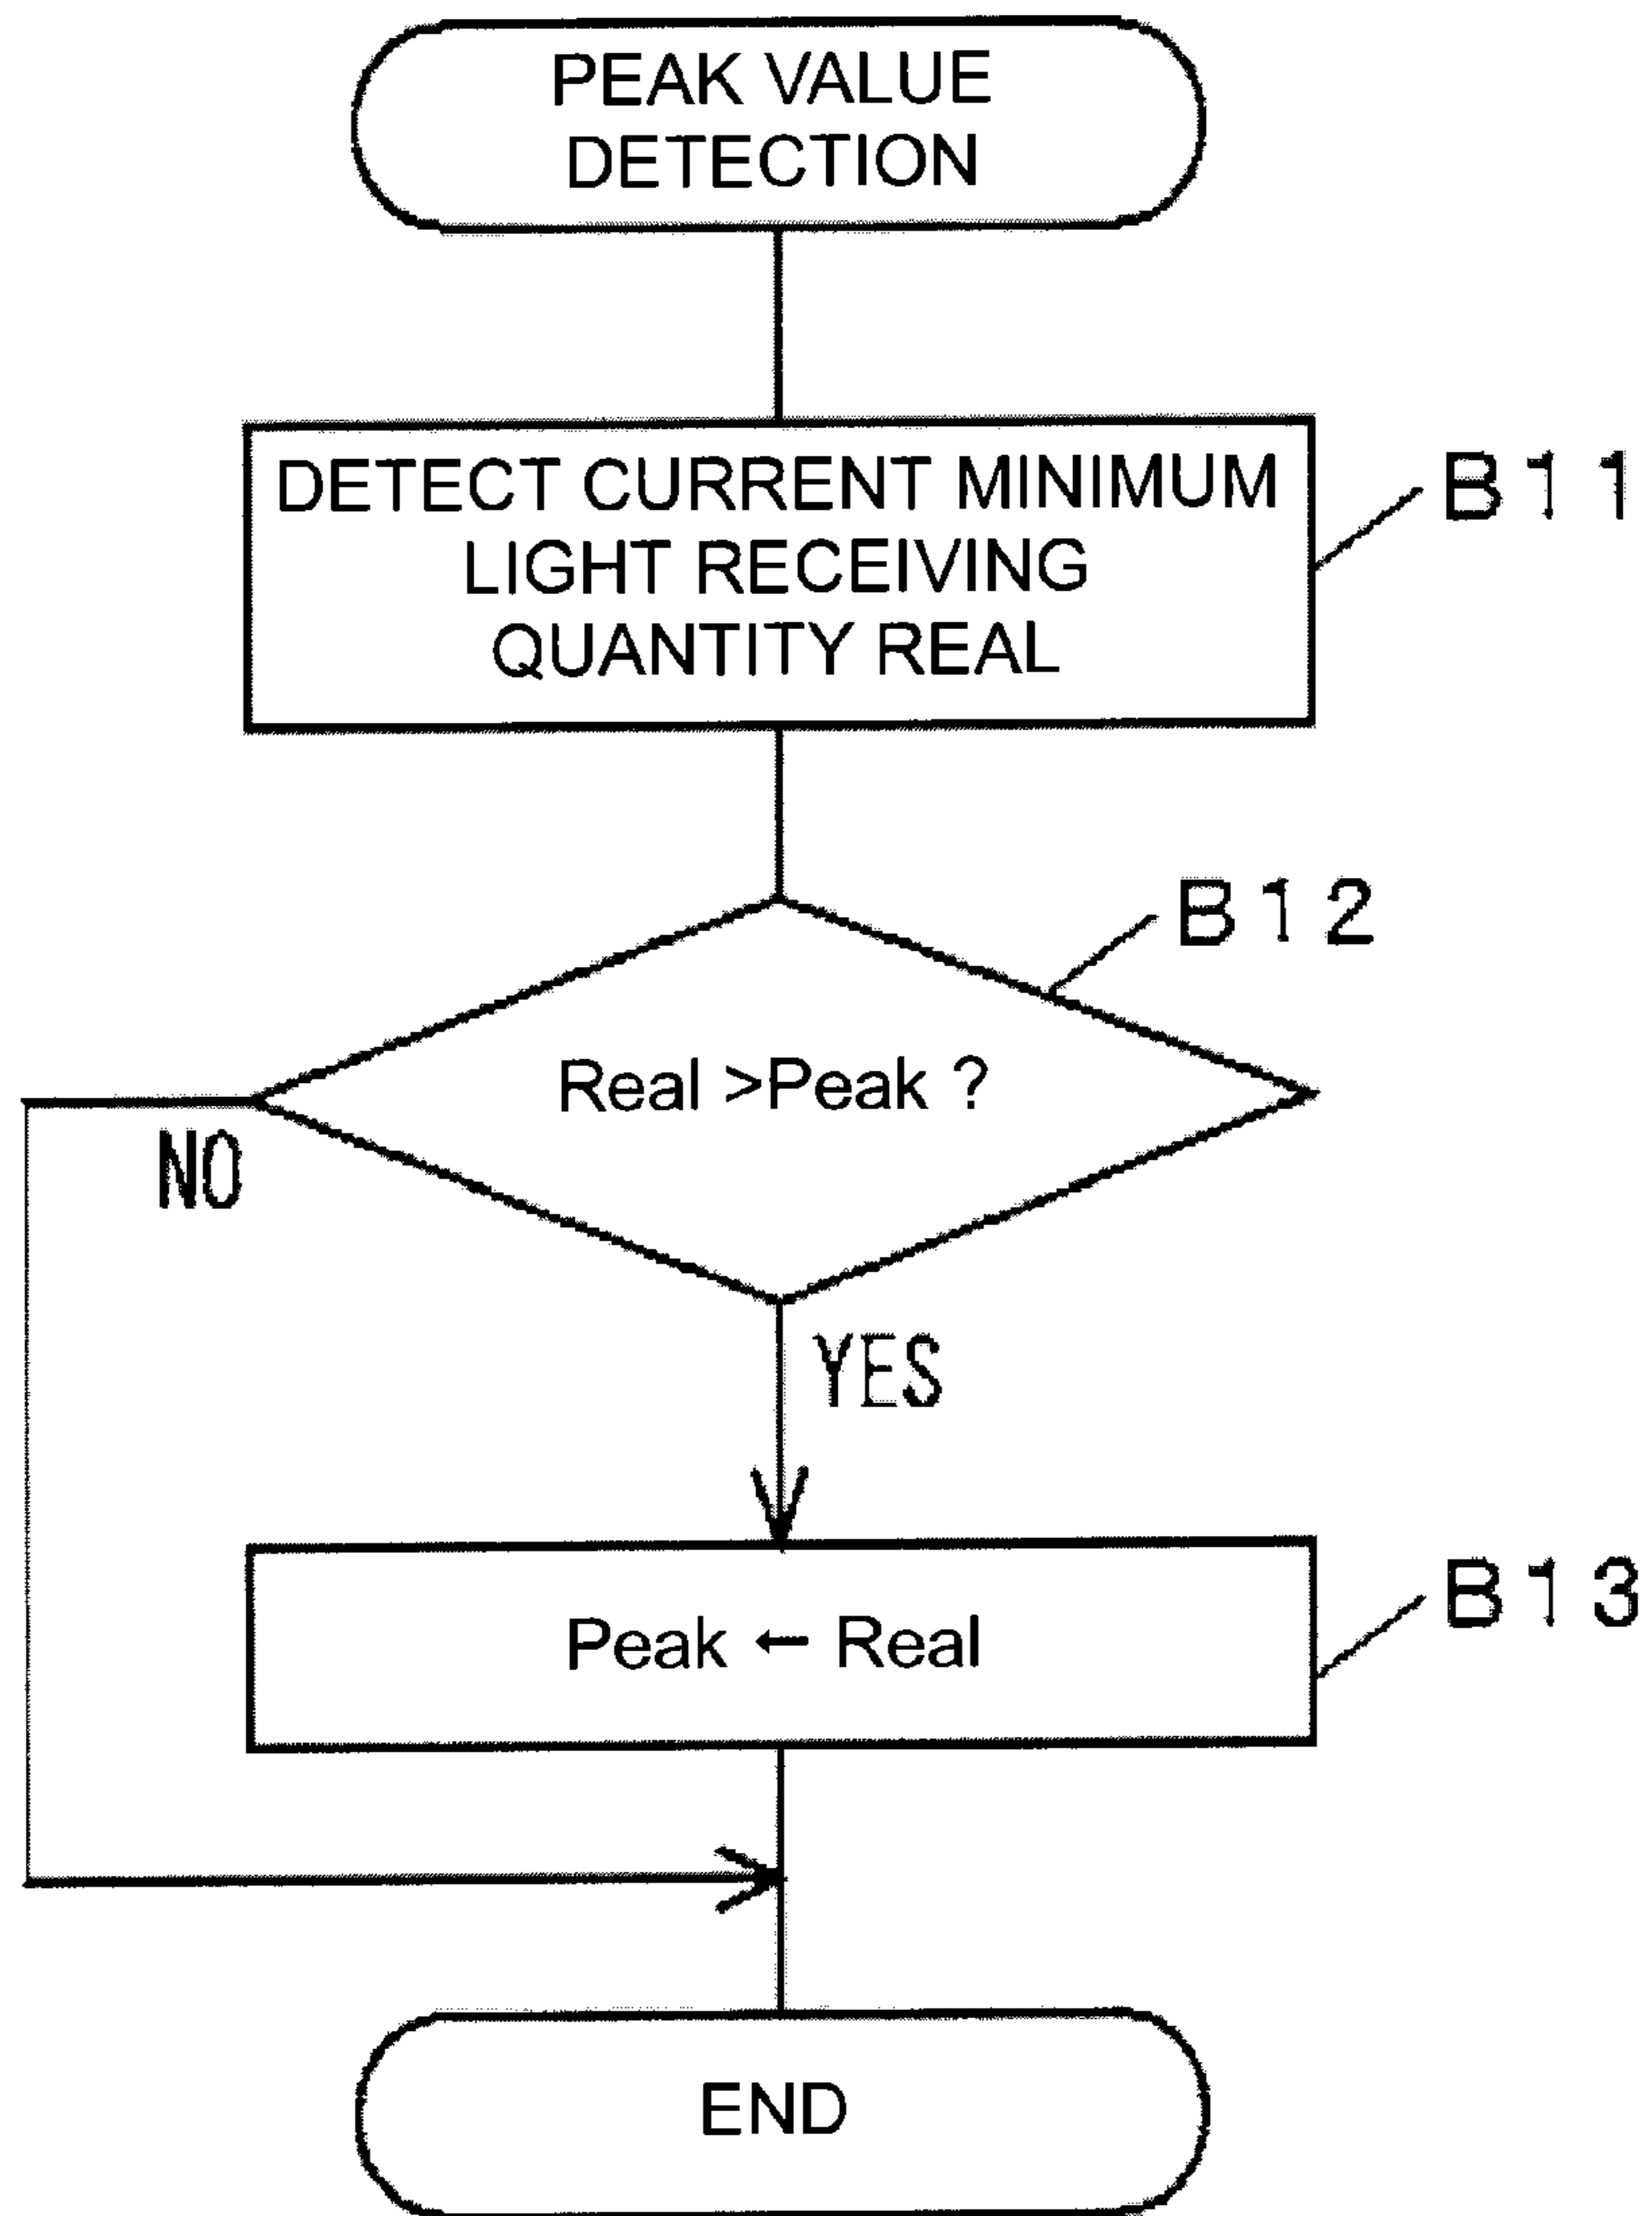 PEAK VALUE
DETECTION
DETECT CURRENT MINIMUM
LIGHT RECEIVING
QUANTITY REAL
B11
B12
Real >Peak ?
NO
YES
Peak ← Real
B13
END